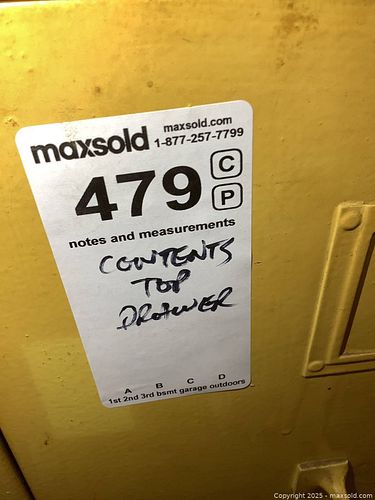 maxsold maxsold.com
1-877-257-7799
479 C
P
notes and measurements
CONTENTS
TOP
DRAWER
A B C D
1st 2nd 3rd bsmt garage outdoors
Copyright 2025 - maxsold.com